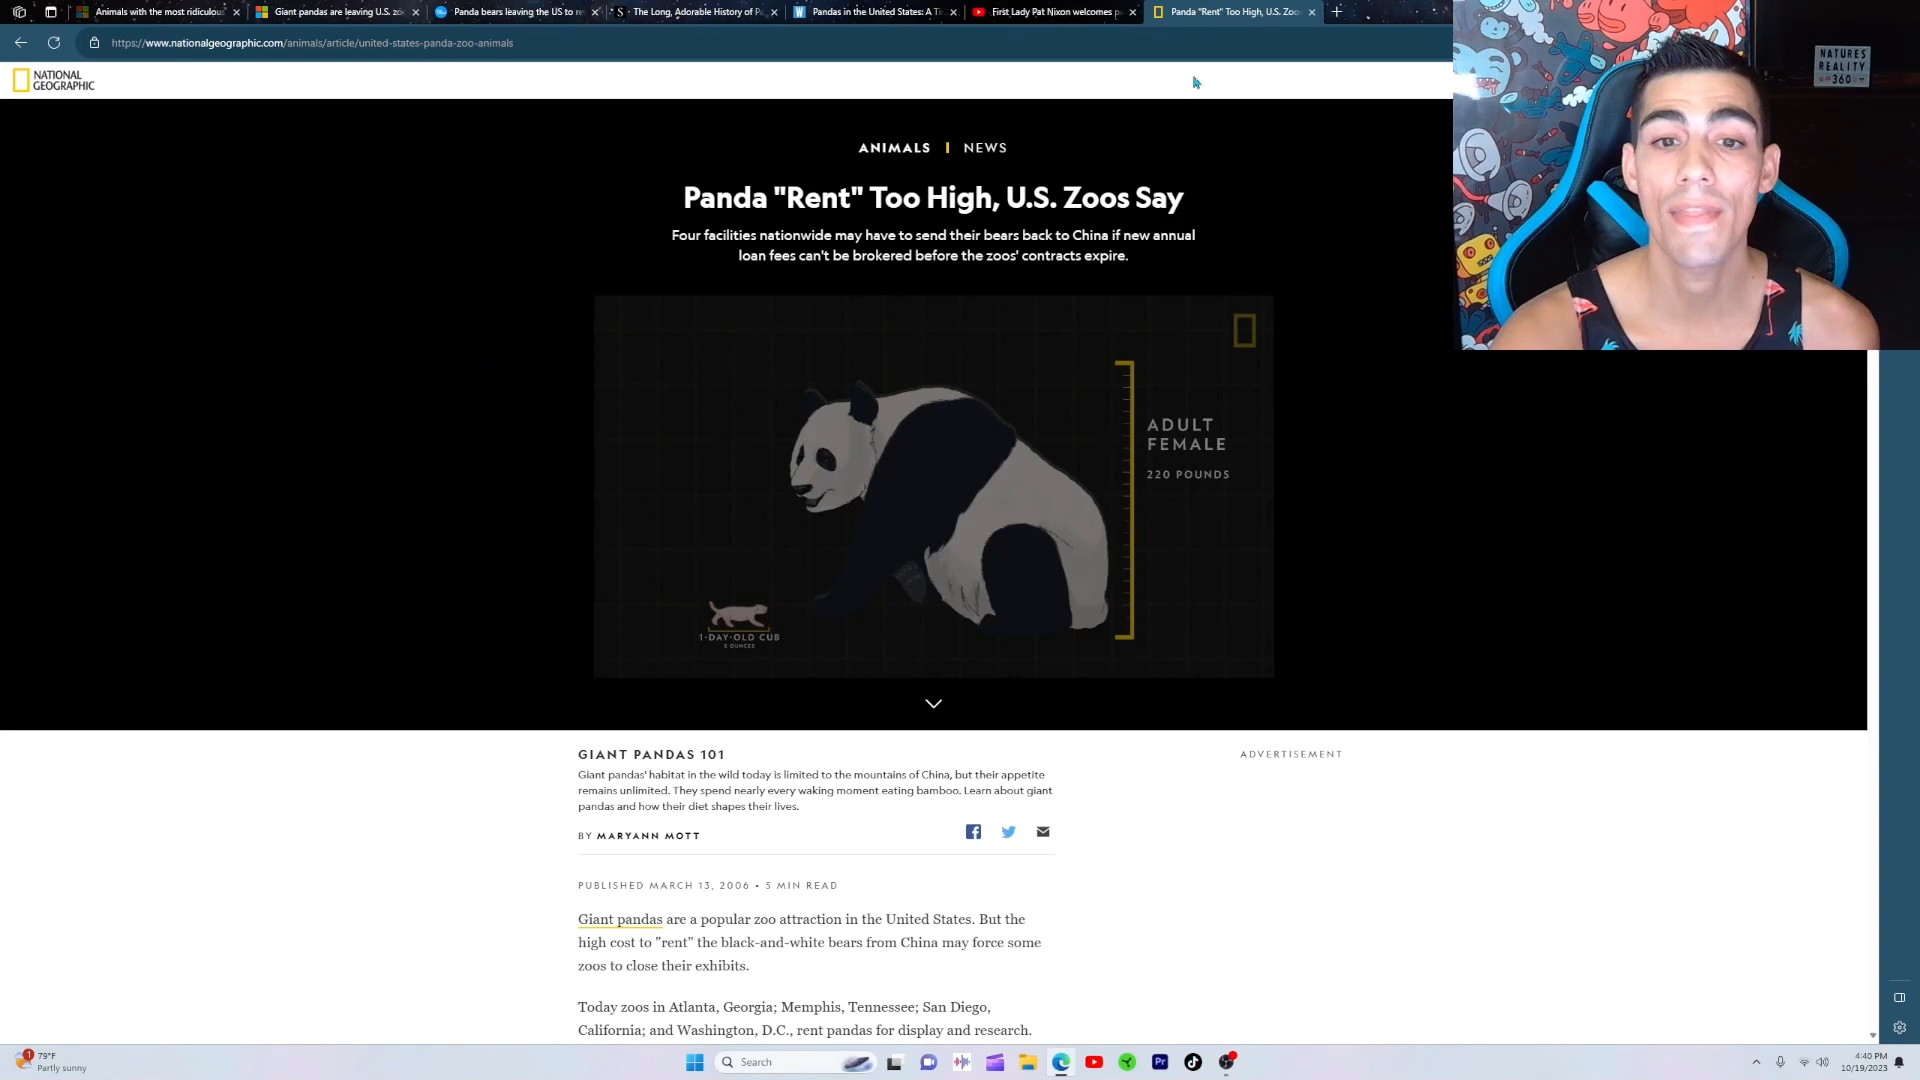 Animals with the most ridiculou
Giant pandas are leaving U.S. zo
Panda bears leaving the US to re
The Long, Adorable History of P
Pandas in the United States: A Ti
First Lady Pat Nixon welcomes p
Panda "Rent" Too High, U.S. Zoos
https://www.nationalgeographic.com/animals/article/united-states-panda-zoo-animals
NATURES
REALITY
360
NATIONAL
GEOGRAPHIC
ANIMALS | NEWS
Panda "Rent" Too High, U.S. Zoos Say
Four facilities nationwide may have to send their bears back to China if new annual
loan fees can't be brokered before the zoos' contracts expire.
ADULT
FEMALE
220 POUNDS
1-DAY-OLD CUB
5 OUNCES
GIANT PANDAS 101
ADVERTISEMENT
Giant pandas' habitat in the wild today is limited to the mountains of China, but their appetite
remains unlimited. They spend nearly every waking moment eating bamboo. Learn about giant
pandas and how their diet shapes their lives.
BY MARYANN MOTT
PUBLISHED MARCH 13, 2006 • 5 MIN READ
Giant pandas are a popular zoo attraction in the United States. But the
high cost to "rent" the black-and-white bears from China may force some
zoos to close their exhibits.
Today zoos in Atlanta, Georgia; Memphis, Tennessee; San Diego,
California; and Washington, D.C., rent pandas for display and research.
1
79°F
Partly sunny
Search
Pr
4:40 PM
10/19/2023